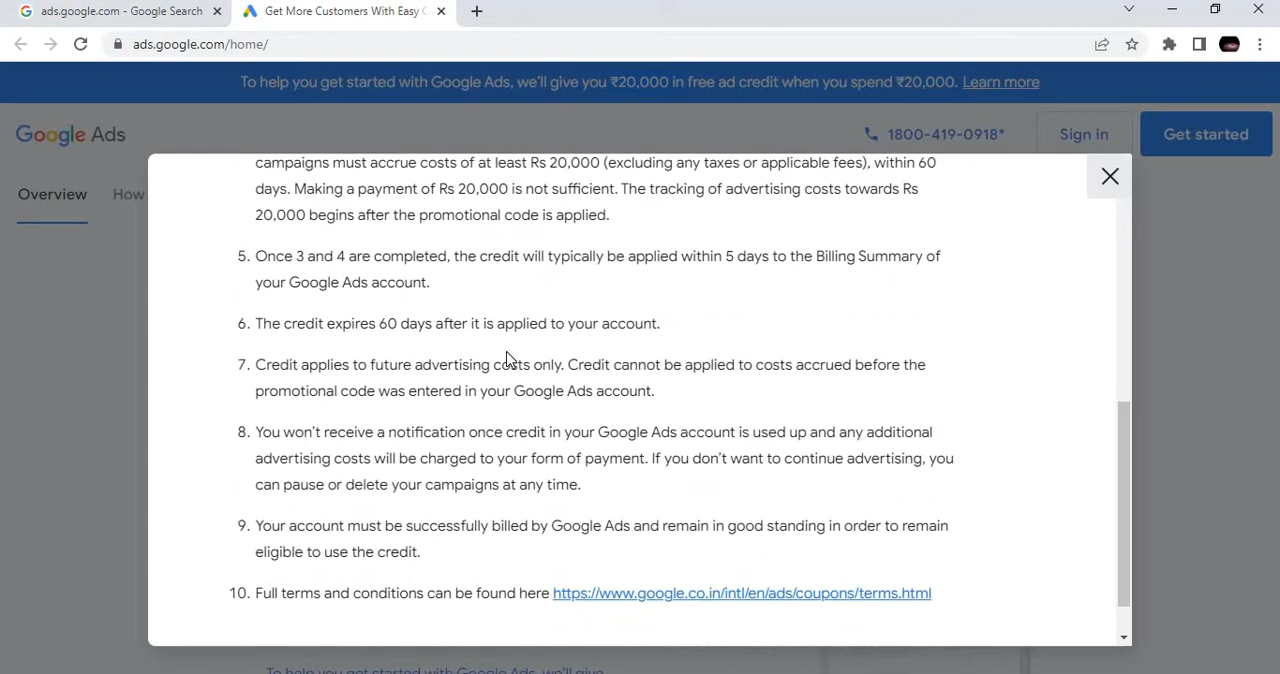 ads.google.com - Google Search
Get More Customers With Easy
ads.google.com/home/
To help you get started with Google Ads, we'll give you ₹20,000 in free ad credit when you spend ₹20,000. Learn more
Google Ads
1800-419-0918*
Sign in
Get started
Overview
How
campaigns must accrue costs of at least Rs 20,000 (excluding any taxes or applicable fees), within 60
days. Making a payment of Rs 20,000 is not sufficient. The tracking of advertising costs towards Rs
20,000 begins after the promotional code is applied.
5. Once 3 and 4 are completed, the credit will typically be applied within 5 days to the Billing Summary of
your Google Ads account.
6. The credit expires 60 days after it is applied to your account.
7. Credit applies to future advertising costs only. Credit cannot be applied to costs accrued before the
promotional code was entered in your Google Ads account.
8. You won't receive a notification once credit in your Google Ads account is used up and any additional
advertising costs will be charged to your form of payment. If you don't want to continue advertising, you
can pause or delete your campaigns at any time.
9. Your account must be successfully billed by Google Ads and remain in good standing in order to remain
eligible to use the credit.
10. Full terms and conditions can be found here https://www.google.co.in/intl/en/ads/coupons/terms.html
To help you get started with Google Ads, we'll give